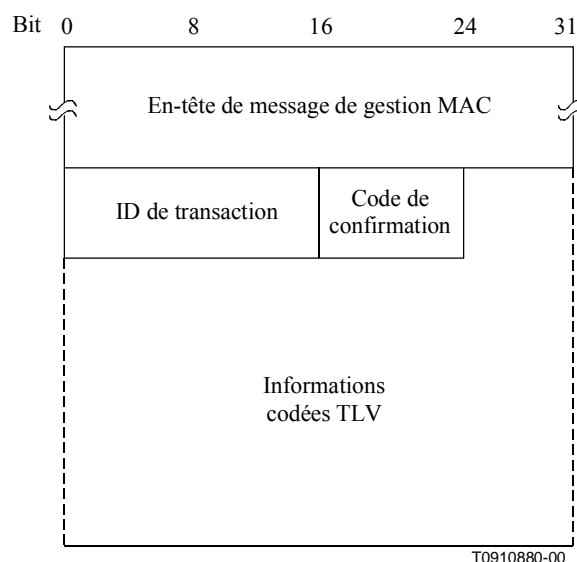 Bit 0 8 16 24 31
En-tête de message de gestion MAC
ID de transaction
Code de
confirmation
Informations
codées TLV
T0910880-00